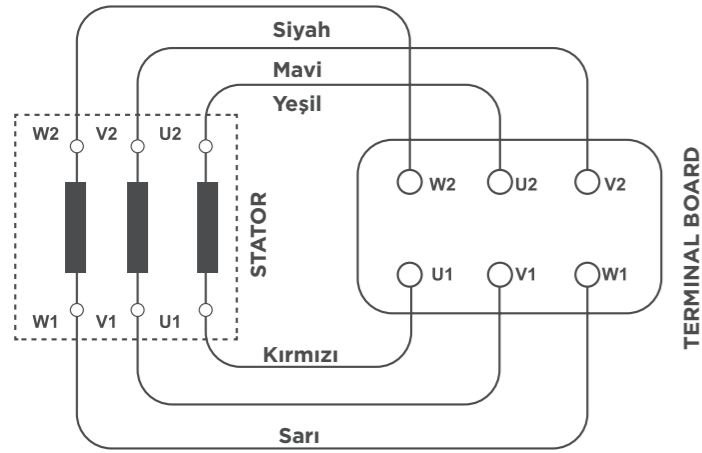 Siyah
Mavi
Yeşil
W2 V2 U2
W2 U2 V2
STATOR
TERMINAL BOARD
U1 V1 W1
W1 V1 U1
Kırmızı
Sarı